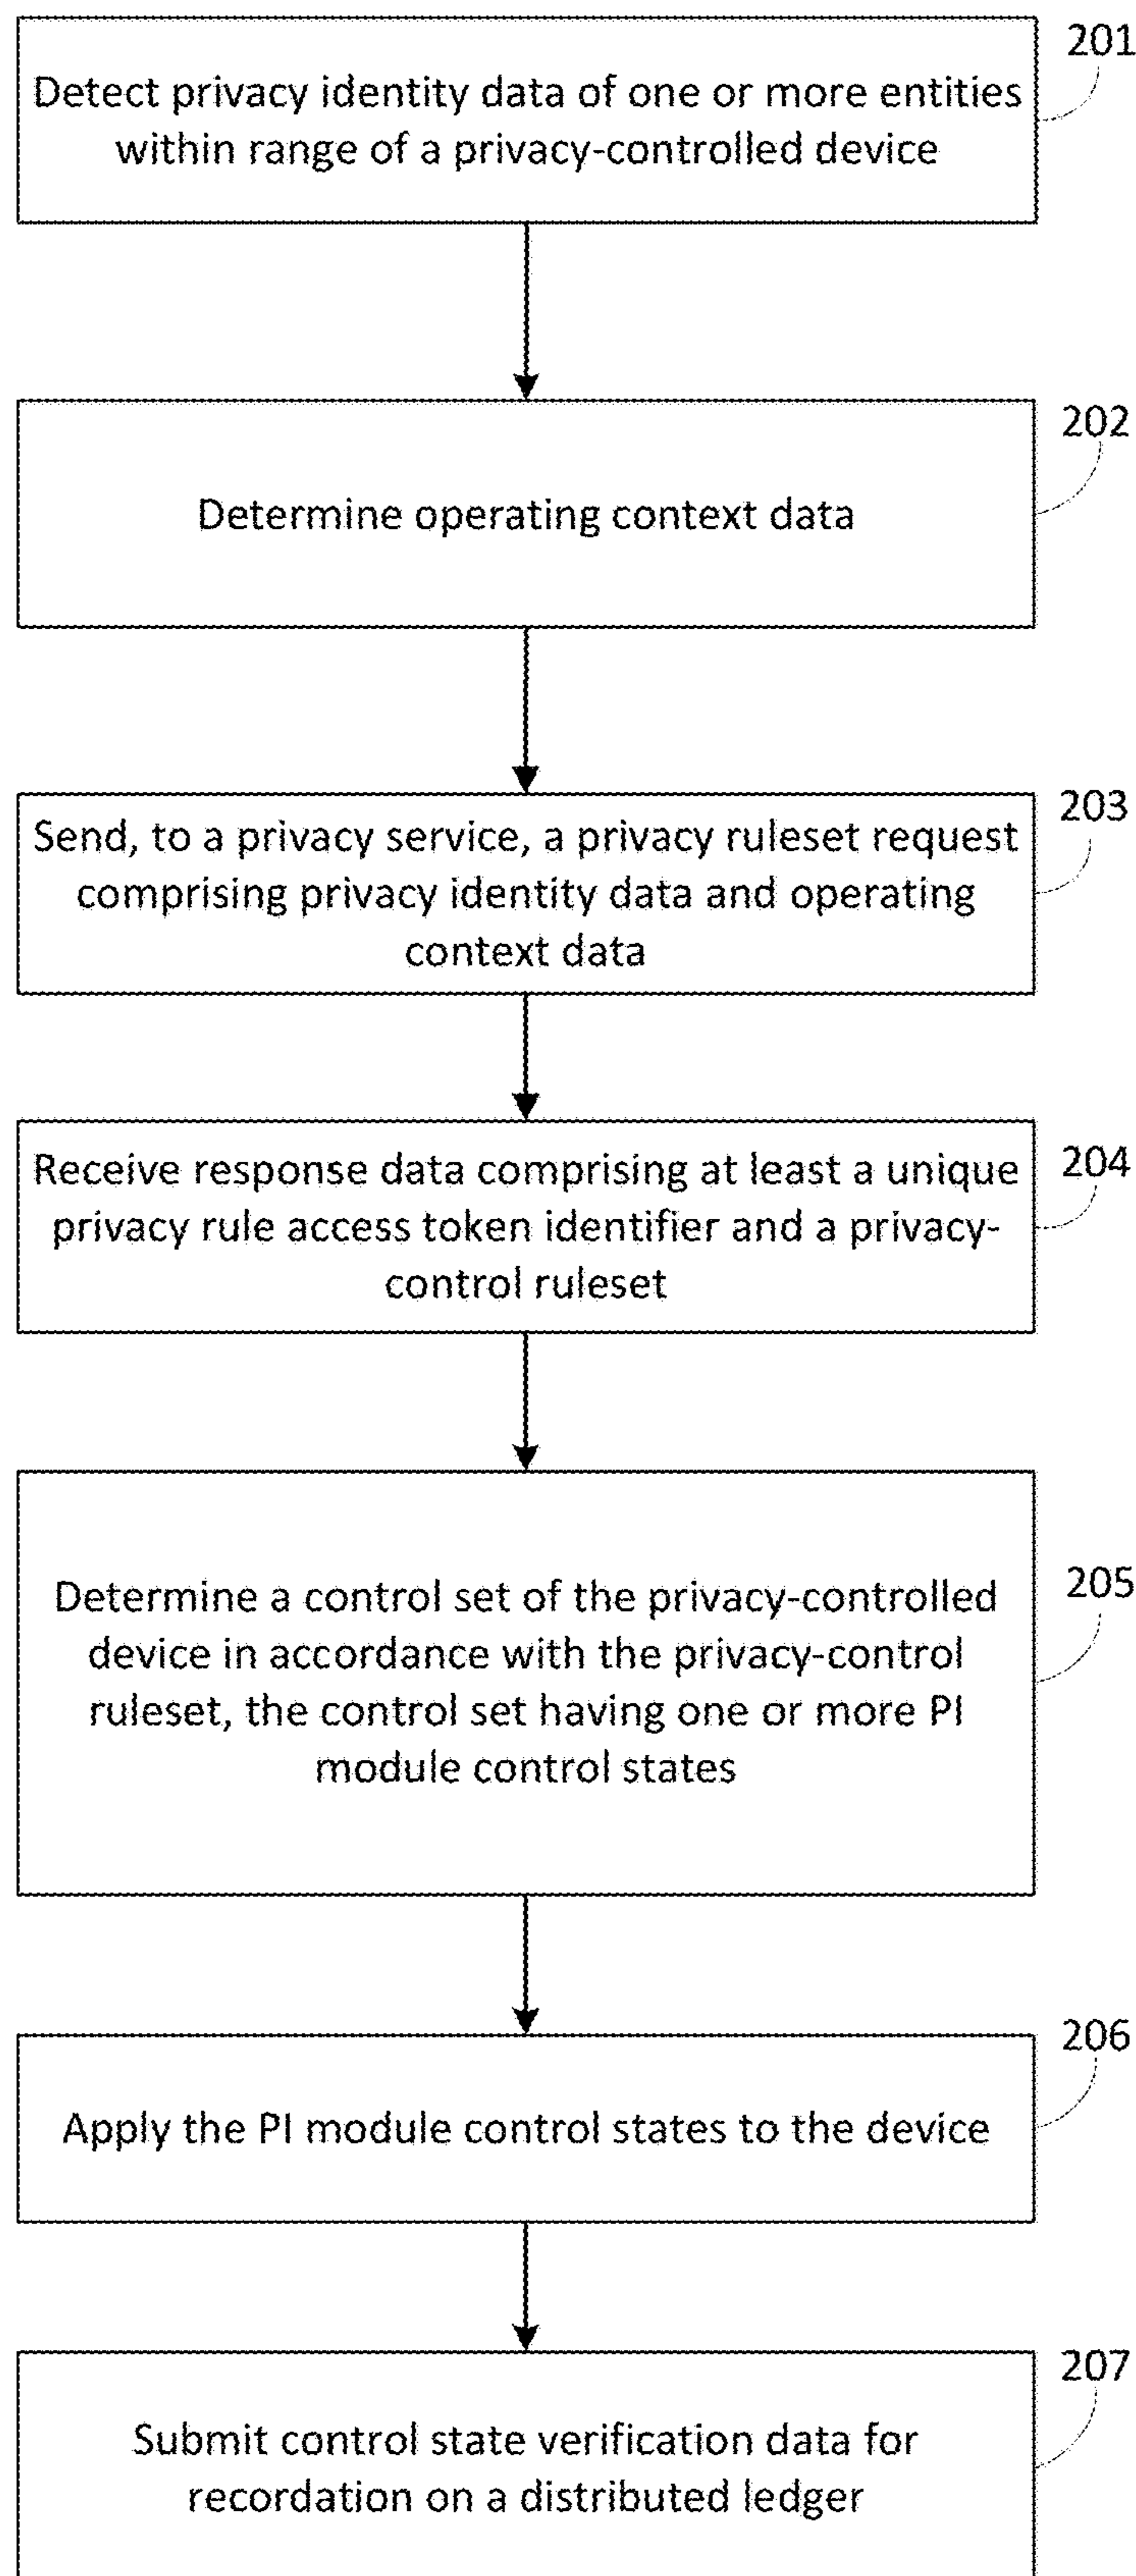 201
Detect privacy identity data of one or more entities
within range of a privacy-controlled device
202
Determine operating context data
203
Send, to a privacy service, a privacy ruleset request
comprising privacy identity data and operating
context data
204
Receive response data comprising at least a unique
privacy rule access token identifier and a privacy-
control ruleset
205
Determine a control set of the privacy-controlled
device in accordance with the privacy-control
ruleset, the control set having one or more PI
module control states
206
Apply the PI module control states to the device
207
Submit control state verification data for
recordation on a distributed ledger